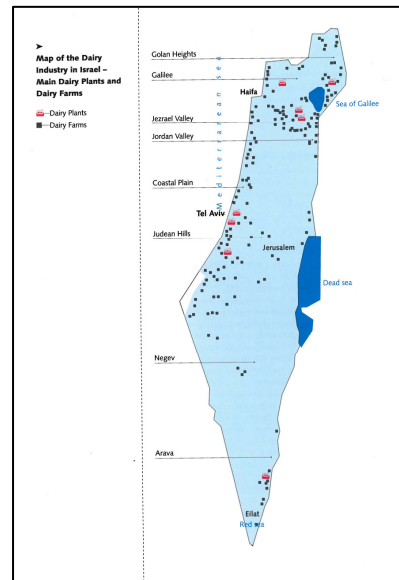 ➤
Map of the Dairy
Industry in Israel –
Main Dairy Plants and
Dairy Farms
Dairy Plants
Dairy Farms
Golan Heights
Galilee
Haifa
Sea of Galilee
Jezrael Valley
Jordan Valley
Mediterranean sea
Coastal Plain
Tel Aviv
Judean Hills
Jerusalem
Dead sea
Negev
Arava
Eilat
Red sea